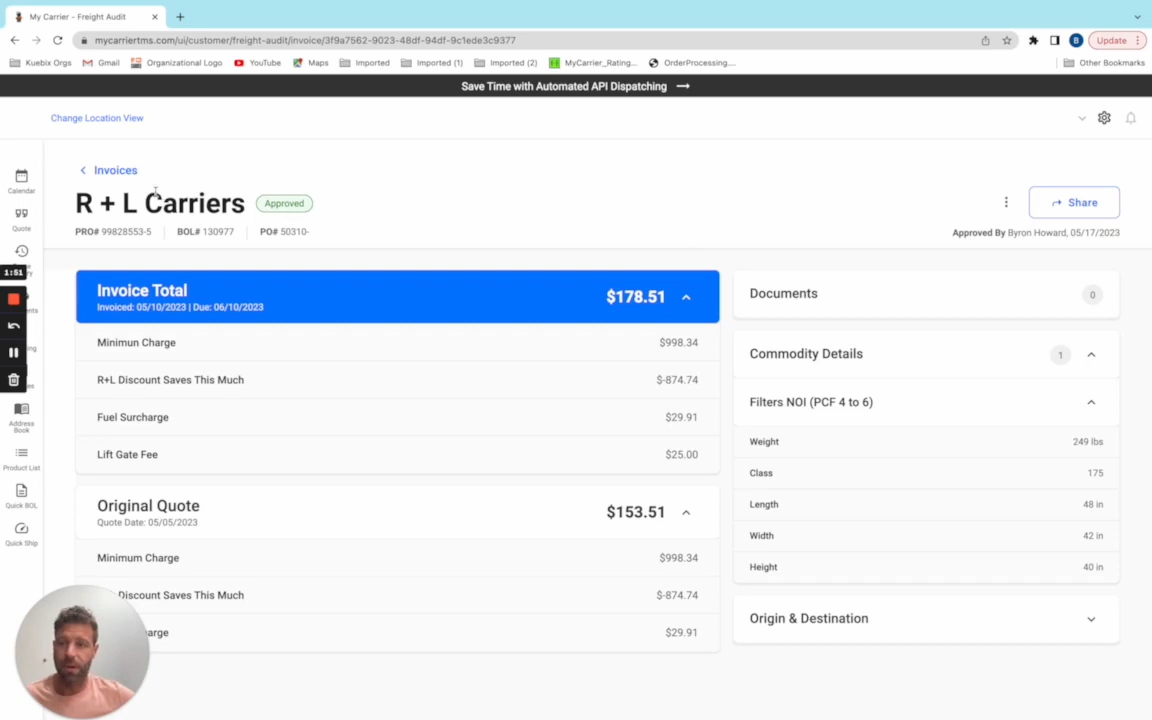 My Carrier - Freight Audit
mycarriertms.com/ui/customer/freight-audit/invoice/3f9a7562-9023-48df-94df-9c1ede3c9377
B
Update
Kuebix Orgs
Gmail
Organizational Logo
YouTube
Maps
Imported
Imported (1)
Imported (2)
MyCarrier_Rating...
OrderProcessing....
Other Bookmarks
Save Time with Automated API Dispatching
Change Location View
Calendar
Quote
1:51
Address Book
Product List
Quick BOL
Quick Ship
Invoices
R + L Carriers
Approved
Share
PRO# 99828553-5
BOL# 130977
PO# 50310-
Approved By Byron Howard, 05/17/2023
Invoice Total
Invoiced: 05/10/2023 | Due: 06/10/2023
$178.51
Minimun Charge $998.34
R+L Discount Saves This Much $-874.74
Fuel Surcharge $29.91
Lift Gate Fee $25.00
Original Quote
Quote Date: 05/05/2023
$153.51
Minimum Charge $998.34
Discount Saves This Much $-874.74
$29.91
Documents 0
Commodity Details 1
Filters NOI (PCF 4 to 6)
Weight 249 lbs
Class 175
Length 48 in
Width 42 in
Height 40 in
Origin & Destination